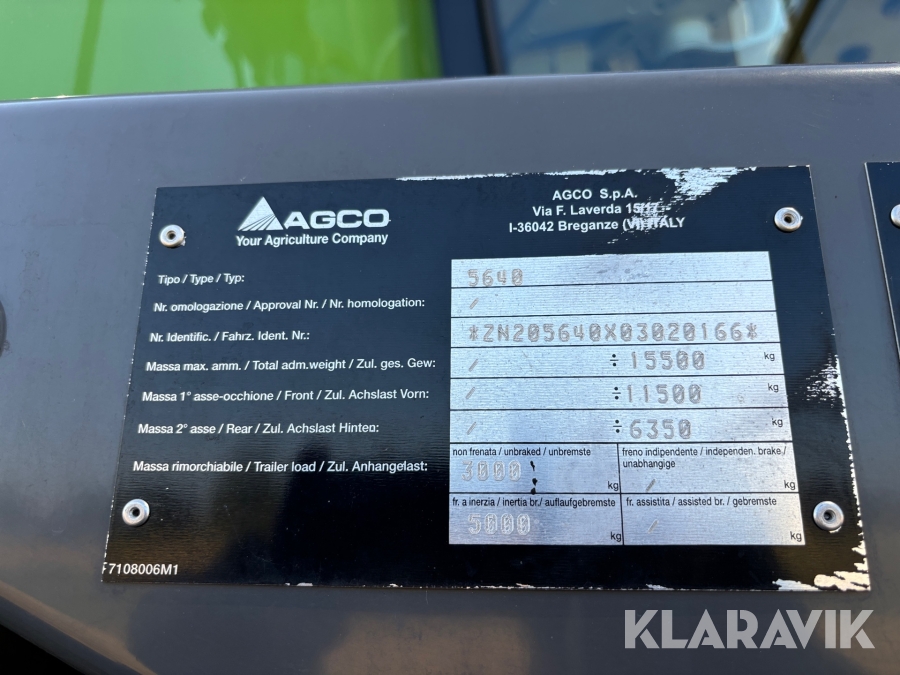 AGCO
Your Agriculture Company
AGCO S.p.A.
Via F. Laverda 15/17 -
I-36042 Breganze (VI) ITALY
Tipo / Type / Typ: 5640
Nr. omologazione / Approval Nr. / Nr. homologation: /
Nr. Identific. / Fahrz. Ident. Nr.: *ZN205640X03020166*
Massa max. amm. / Total adm.weight / Zul. ges. Gew: / ÷ 15500 kg
Massa 1° asse-occhione / Front / Zul. Achslast Vorn: / ÷ 11500 kg
Massa 2° asse / Rear / Zul. Achslast Hinten: / ÷ 6350 kg
Massa rimorchiabile / Trailer load / Zul. Anhangelast:
non frenata / unbraked / unbremste
3000 kg
freno indipendente / independen. brake /
unabhangige
/ kg
fr. a inerzia / inertia br./ auflaufgebremste
5000 kg
fr. assistita / assisted br. / gebremste
/ kg
F7108006M1
KLARAVIK